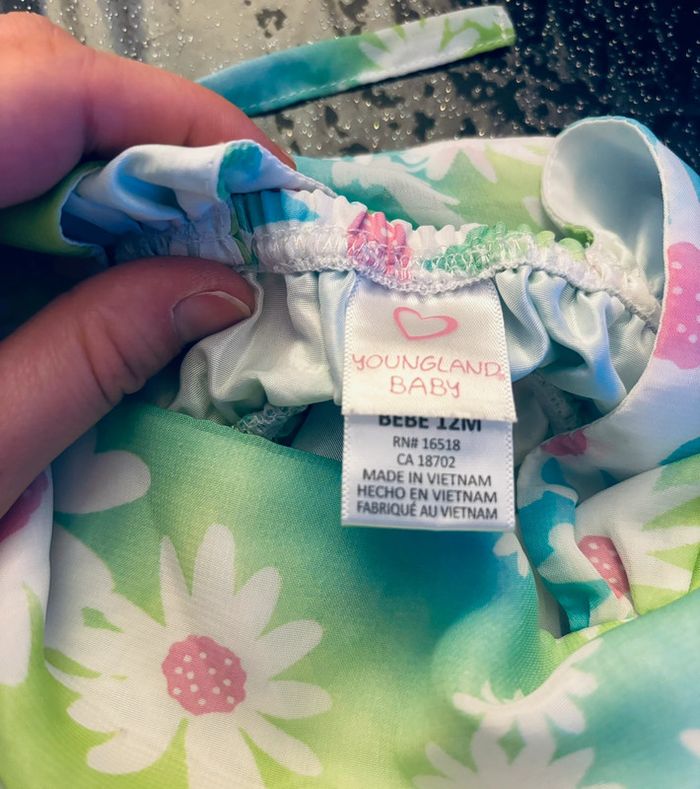 YOUNGLAND®
BABY
BEBE 12M
RN# 16518
CA 18702
MADE IN VIETNAM
HECHO EN VIETNAM
FABRIQUÉ AU VIETNAM